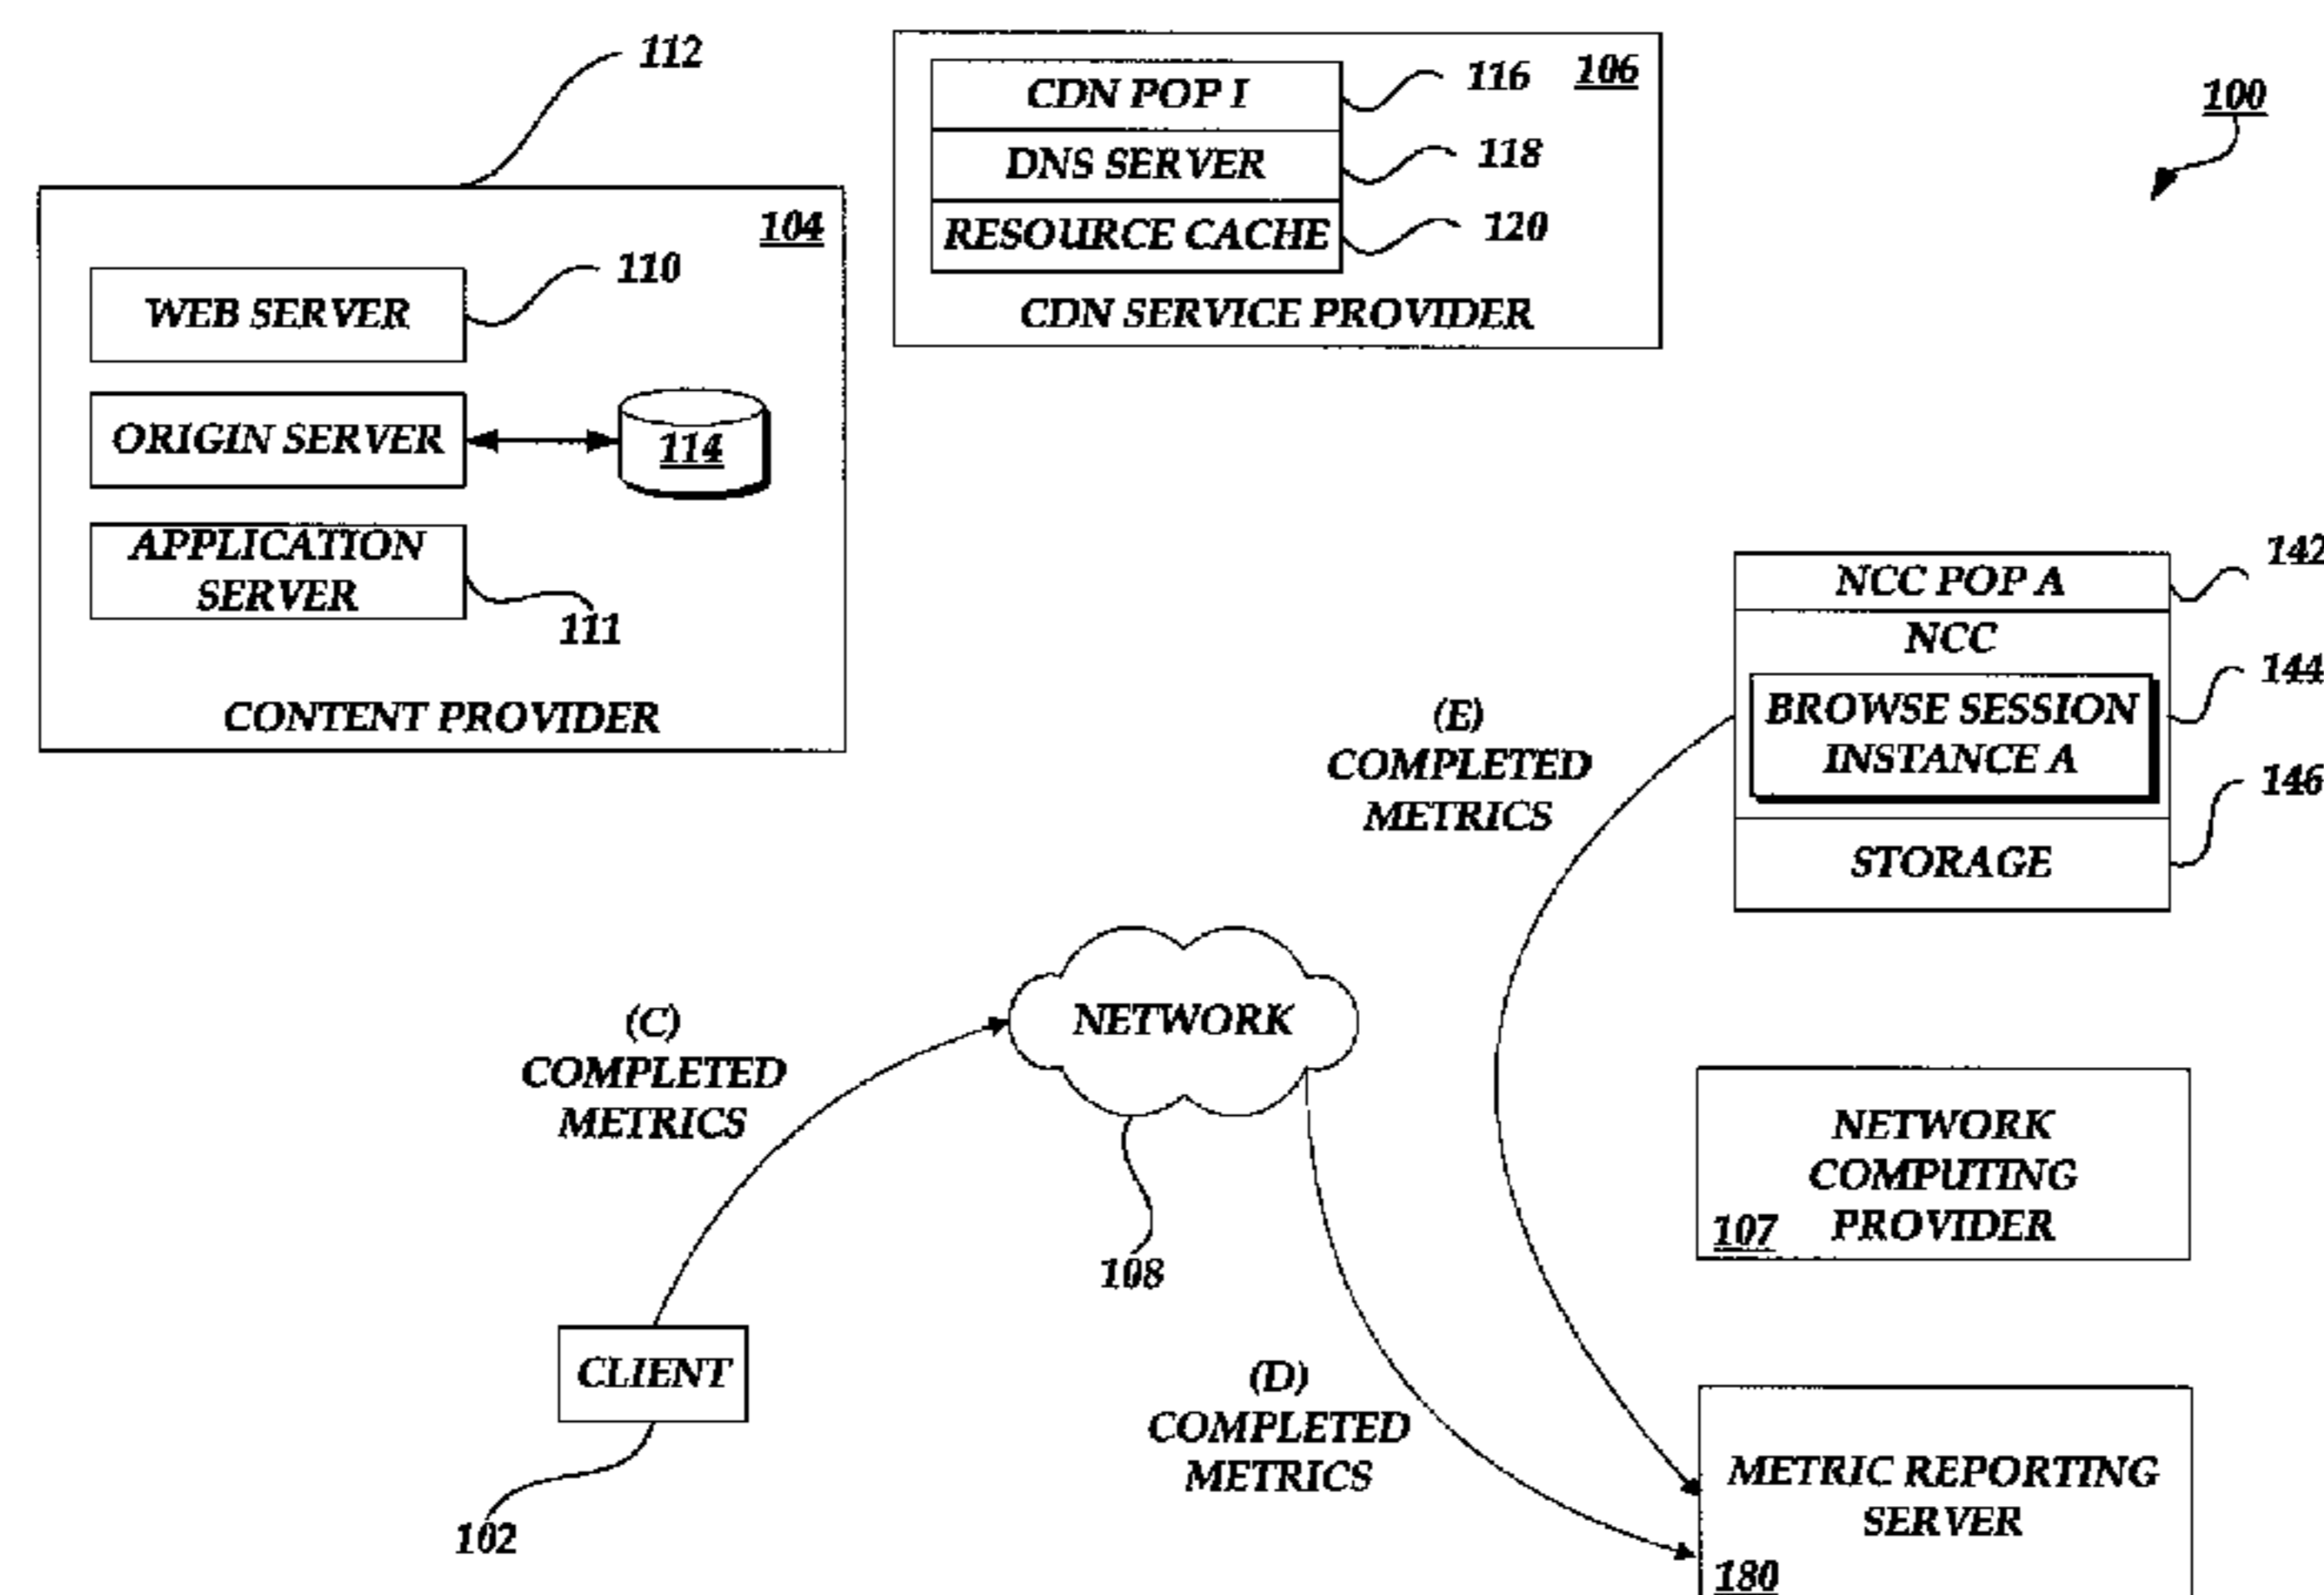 112
104
WEB SERVER
110
ORIGIN SERVER
114
APPLICATION
SERVER
111
CONTENT PROVIDER
CDN POP I
116
106
DNS SERVER
118
RESOURCE CACHE
120
CDN SERVICE PROVIDER
100
NCC POP A
142
NCC
BROWSE SESSION
INSTANCE A
144
STORAGE
146
(E)
COMPLETED
METRICS
(C)
COMPLETED
METRICS
NETWORK
108
NETWORK
COMPUTING
PROVIDER
107
CLIENT
102
(D)
COMPLETED
METRICS
METRIC REPORTING
SERVER
180